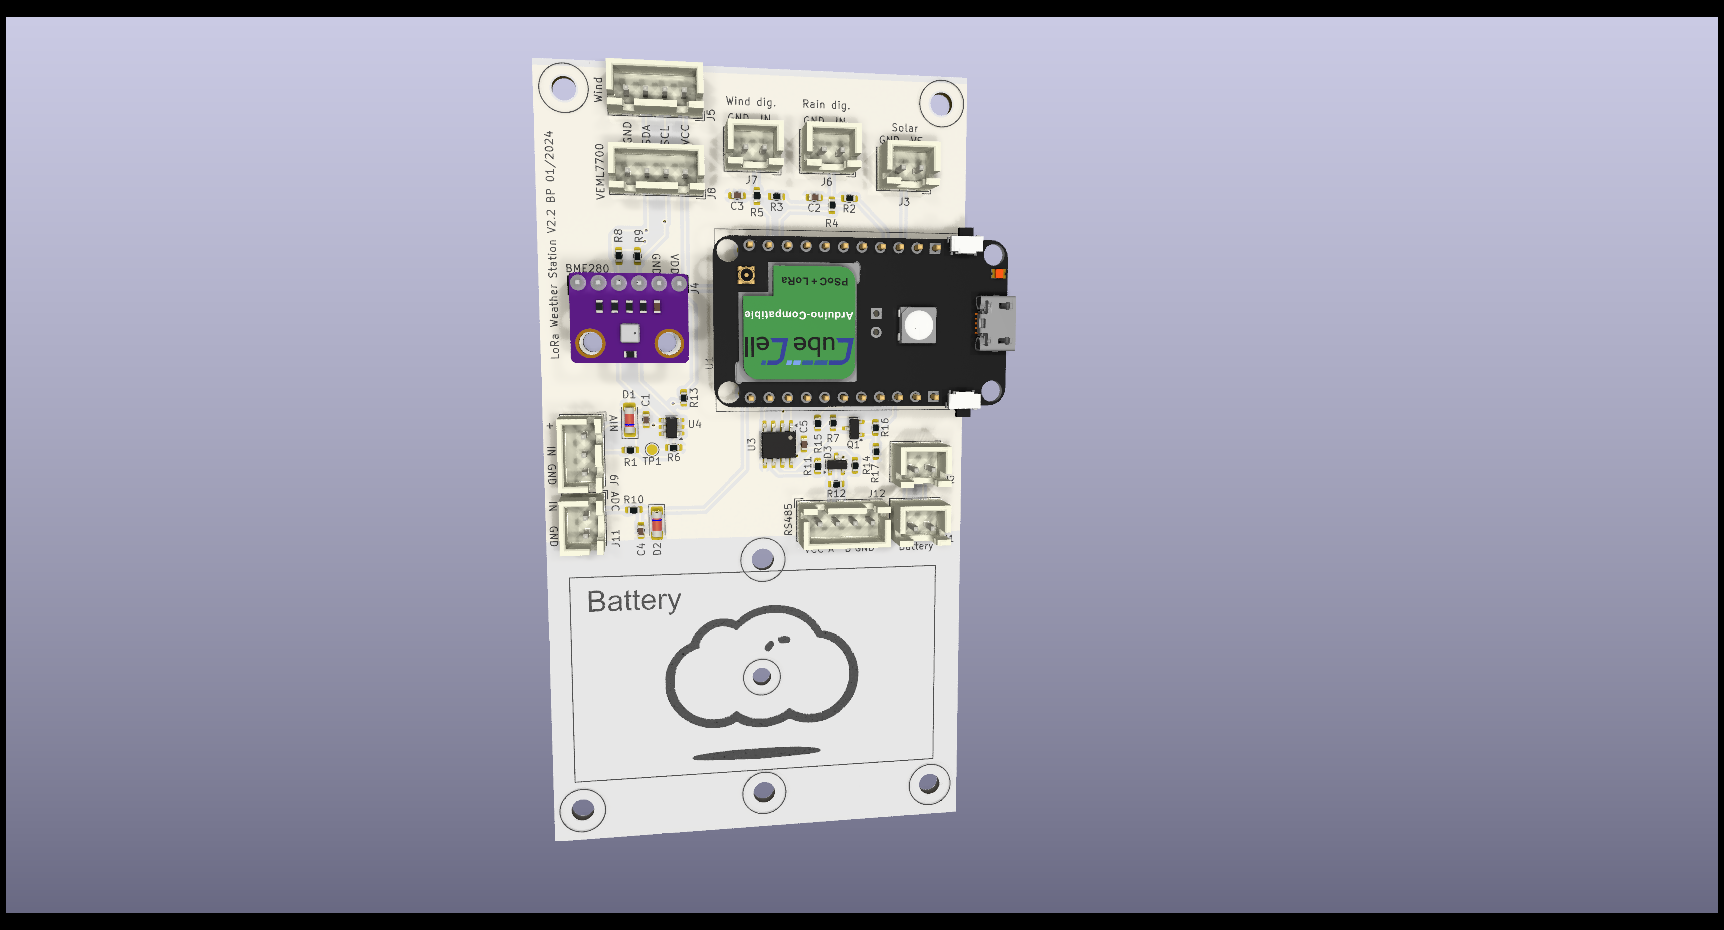 Wind
J5
GND SDA SCL VCC
VEML7700
J8
Wind dig.
GND IN
J7
Rain dig.
GND IN
J6
Solar
GND
J3
C3
R5
R3
C2
R4
R2
LoRa Weather Station V2.2 BP 01/2024
R8
R9
GND
VDD
BME280
J4
U1
PSoC+LoRa
Arduino-Compatible
Cube Cell
D1
C1
R13
U4
R1
TP1
R6
AIN
+
IN
GND
J9
ADC
IN
GND
J11
R10
C4
D2
U3
C5
R15
R7
Q1
R16
R11
D3
R14
R17
R12
J12
RS485
VCC A B GND
Battery
Battery